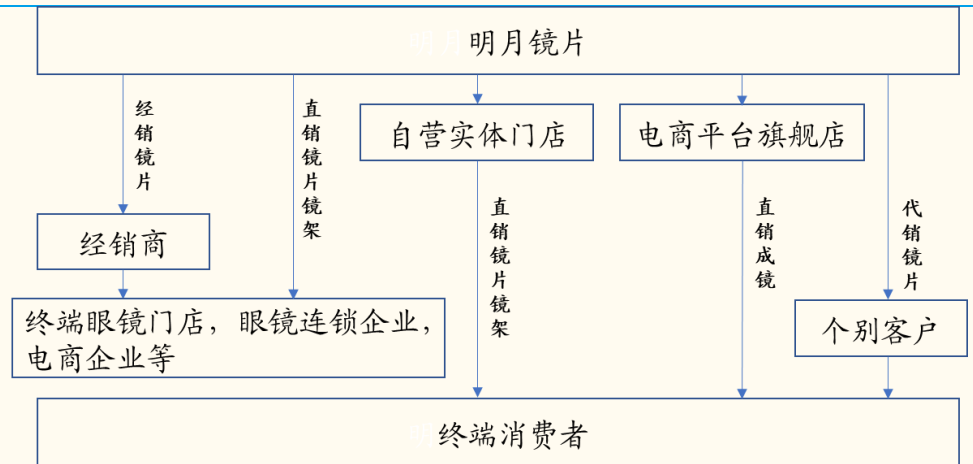 明月镜片
经销镜片
直销镜片镜架
自营实体门店
电商平台旗舰店
经销商
直销镜片镜架
直销成镜
代销镜片
终端眼镜门店，眼镜连锁企业，
电商企业等
个别客户
终端消费者